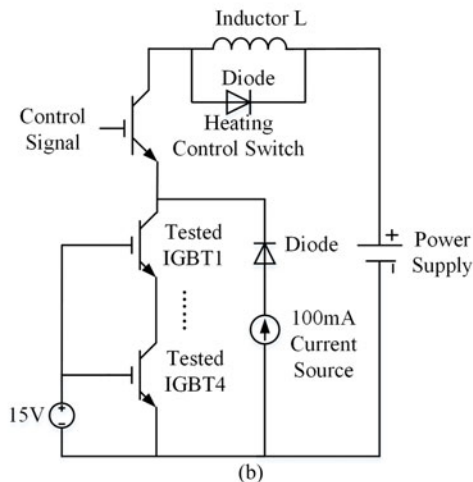 Inductor L
Diode
Heating
Control Switch
Control
Signal
Tested
IGBT1
Diode
+
Power
Supply
100mA
Current
Source
Tested
IGBT4
15V
(b)